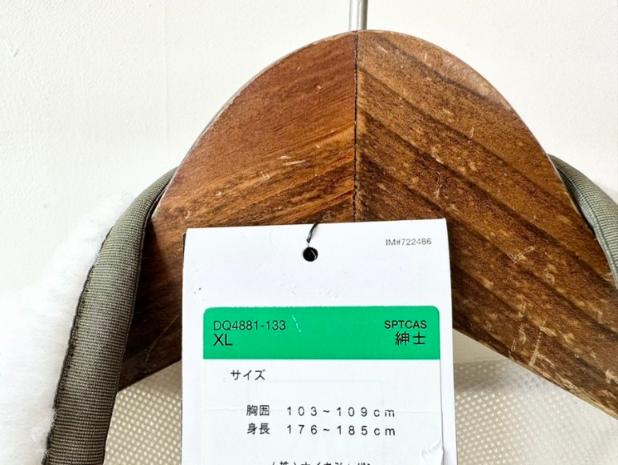 IM#722486
DQ4881-133 SPTCAS
XL 紳士
サイズ
胸囲 103~109cm
身長 176~185cm